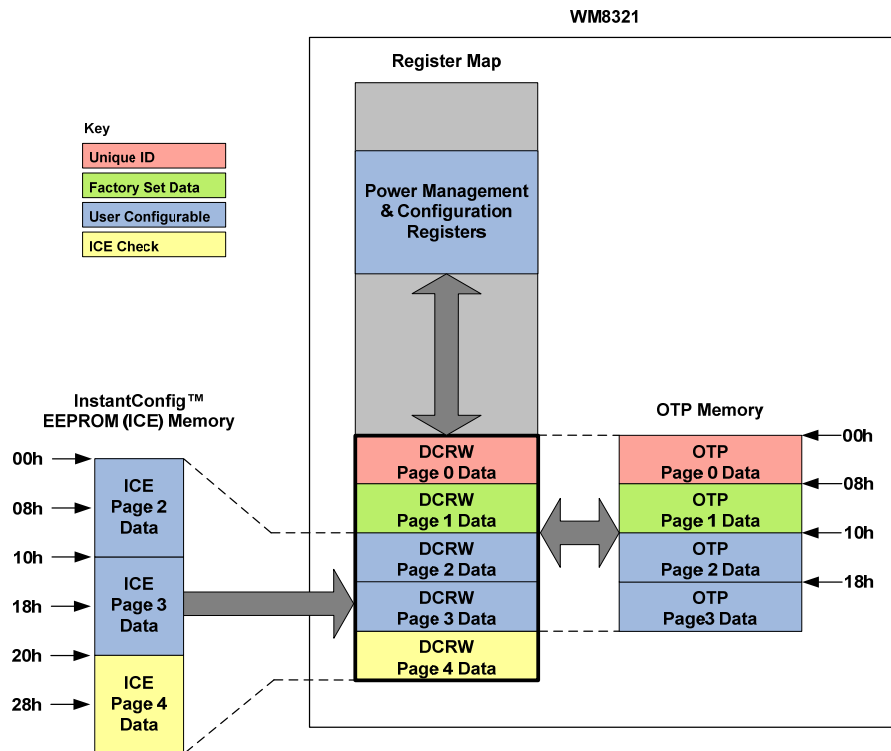 WM8321
Register Map
Key
Unique ID
Factory Set Data
User Configurable
ICE Check
Power Management
& Configuration
Registers
InstantConfig™
EEPROM (ICE) Memory
00h
08h
10h
18h
20h
28h
ICE
Page 2
Data
ICE
Page 3
Data
ICE
Page 4
Data
DCRW
Page 0 Data
DCRW
Page 1 Data
DCRW
Page 2 Data
DCRW
Page 3 Data
DCRW
Page 4 Data
OTP Memory
OTP
Page 0 Data
OTP
Page 1 Data
OTP
Page 2 Data
OTP
Page3 Data
00h
08h
10h
18h